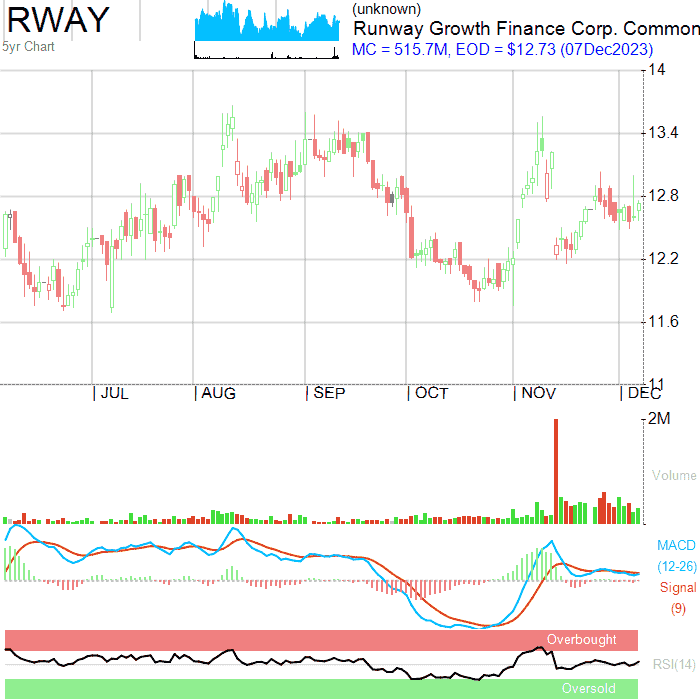 RWAY
5yr Chart
(unknown)
Runway Growth Finance Corp. Common
MC = 515.7M, EOD = $12.73 (07Dec2023)
14
13.4
12.8
12.2
11.6
11
JUL
AUG
SEP
OCT
NOV
DEC
2M
Volume
MACD
(12-26)
Signal
(9)
Overbought
RSI(14)
Oversold